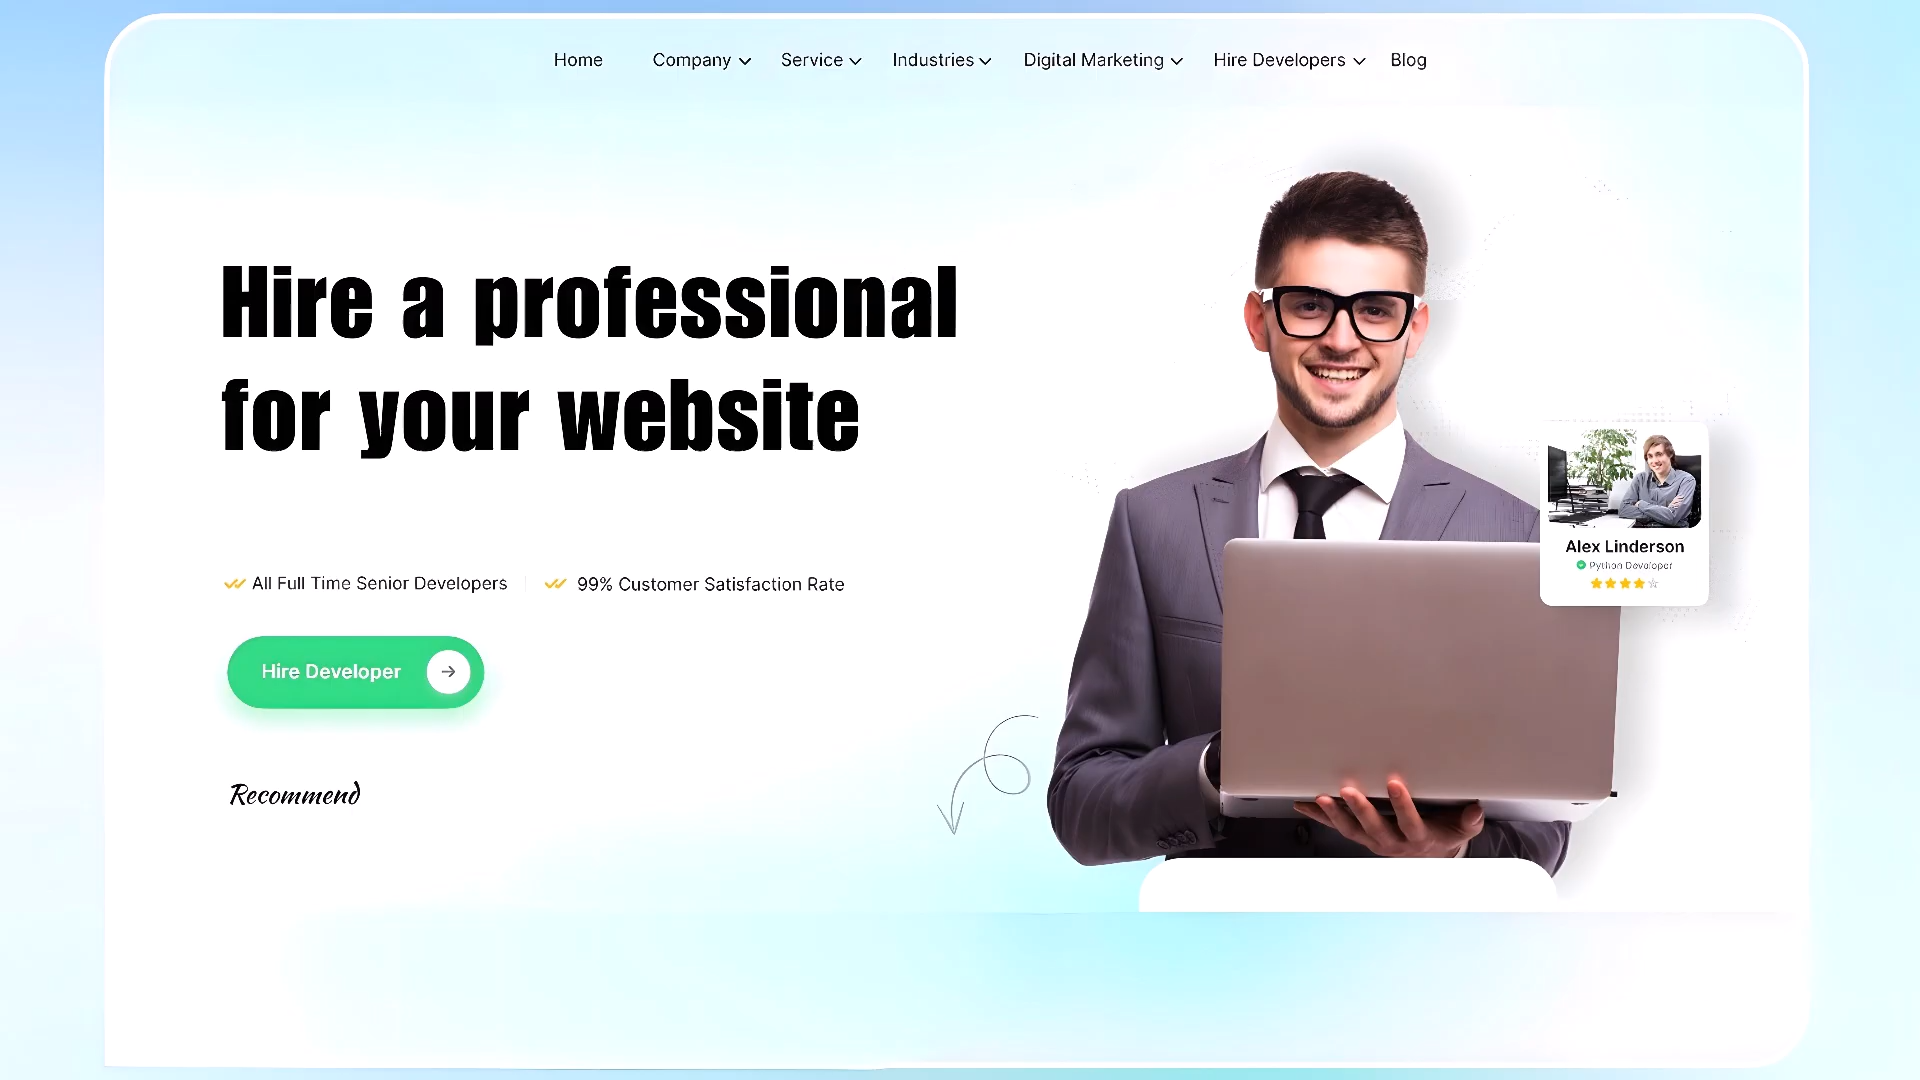 Home Company Service Industries Digital Marketing Hire Developers Blog
Hire a professional
for your website
All Full Time Senior Developers 99% Customer Satisfaction Rate
Hire Developer
Recommend
Alex Linderson
Python Developer